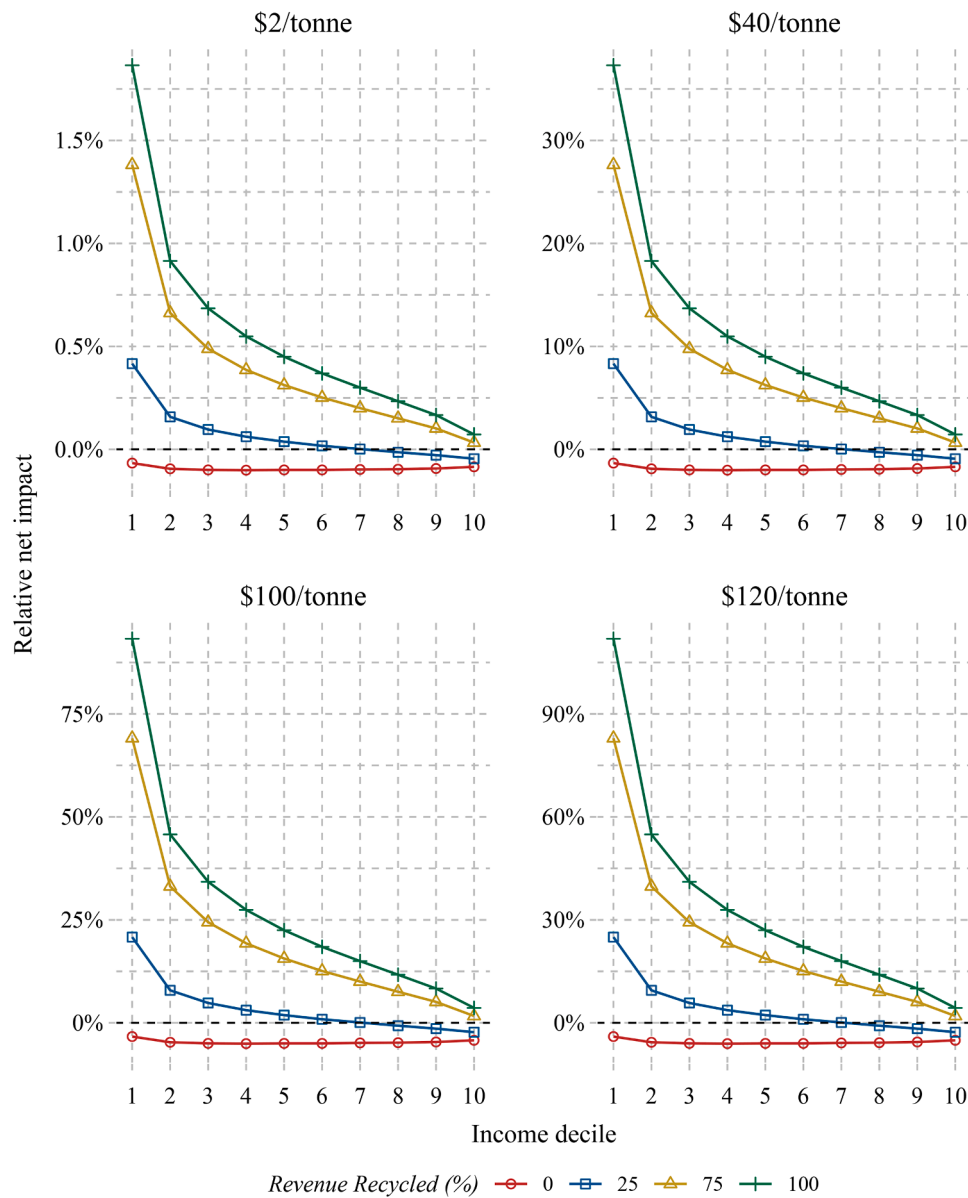 $2/tonne
$40/tonne
1.5%
1.0%
0.5%
0.0%
30%
20%
10%
0%
1 2 3 4 5 6 7 8 9 10
1 2 3 4 5 6 7 8 9 10
Relative net impact
$100/tonne
$120/tonne
75%
50%
25%
0%
90%
60%
30%
0%
1 2 3 4 5 6 7 8 9 10
1 2 3 4 5 6 7 8 9 10
Income decile
Revenue Recycled (%) 0 25 75 100